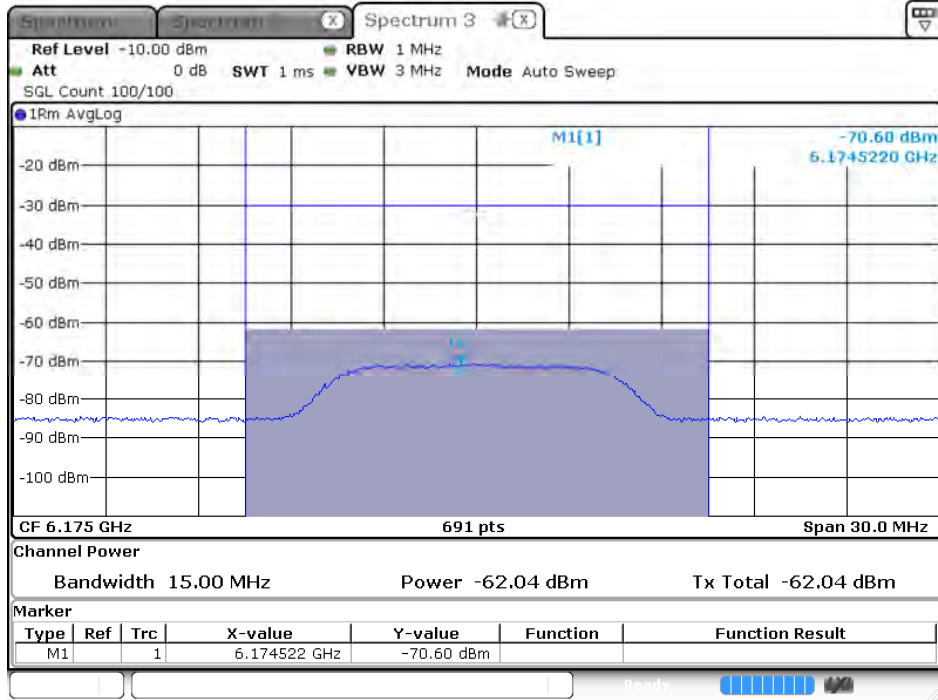 Spectrum 3
Ref Level -10.00 dBm RBW 1 MHz
Att 0 dB SWT 1 ms VBW 3 MHz Mode Auto Sweep
SGL Count 100/100
1Rm AvgLog
M1[1] -70.60 dBm
6.1745220 GHz
-20 dBm
-30 dBm
-40 dBm
-50 dBm
-60 dBm
-70 dBm
-80 dBm
-90 dBm
-100 dBm
CF 6.175 GHz 691 pts Span 30.0 MHz
Channel Power
Bandwidth 15.00 MHz Power -62.04 dBm Tx Total -62.04 dBm
Marker
Type Ref Trc X-value Y-value Function Function Result
M1 1 6.174522 GHz -70.60 dBm
Ready